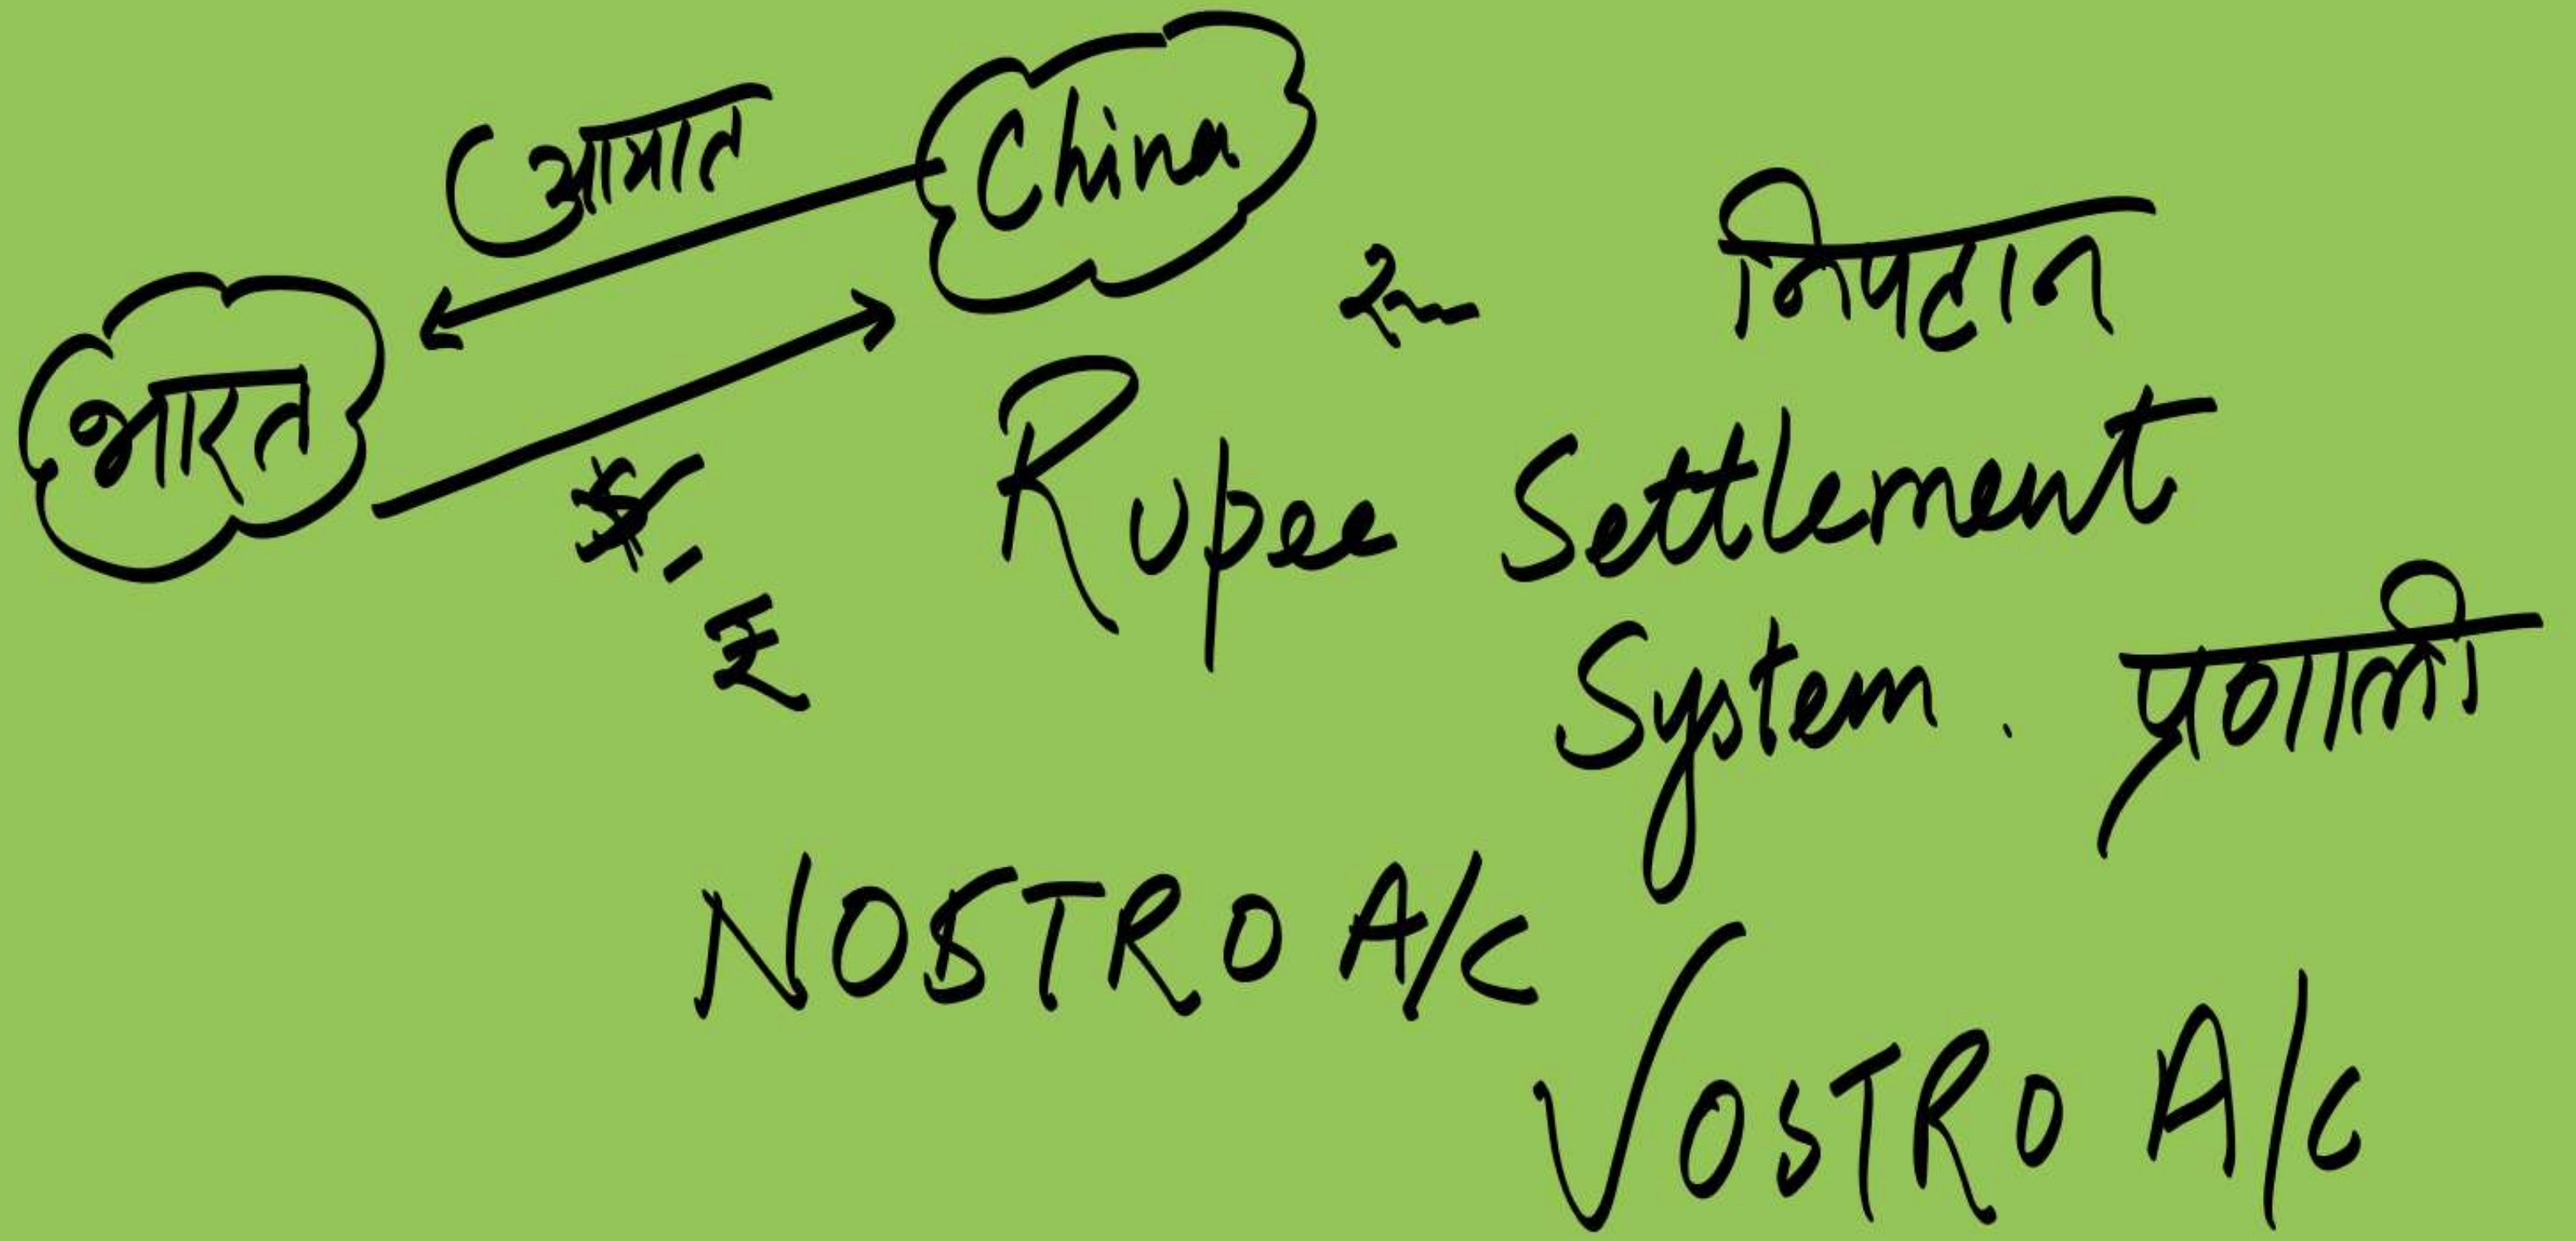 आयात
China
भारत
निपटान
$ ₹
Rupee Settlement
System. प्रणाली
NOSTRO A/C
VOSTRO A/C